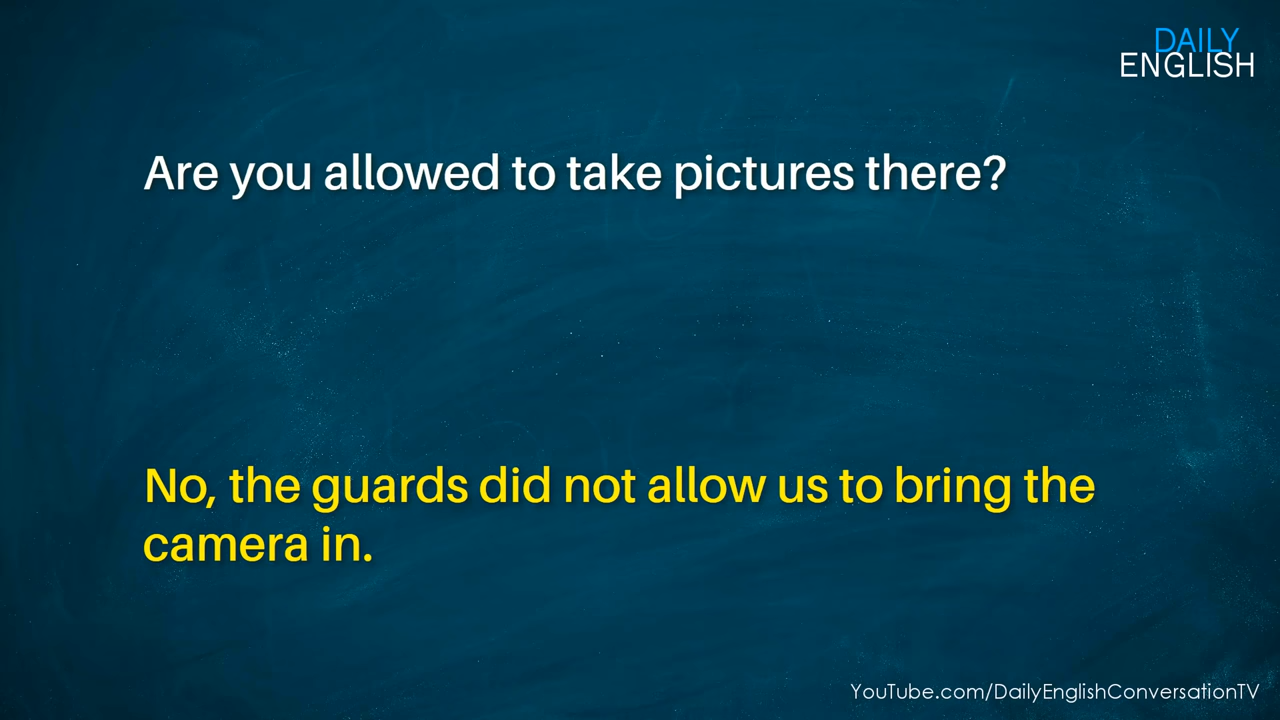 DAILY
ENGLISH
Are you allowed to take pictures there?
No, the guards did not allow us to bring the
camera in.
YouTube.com/DailyEnglishConversationTV